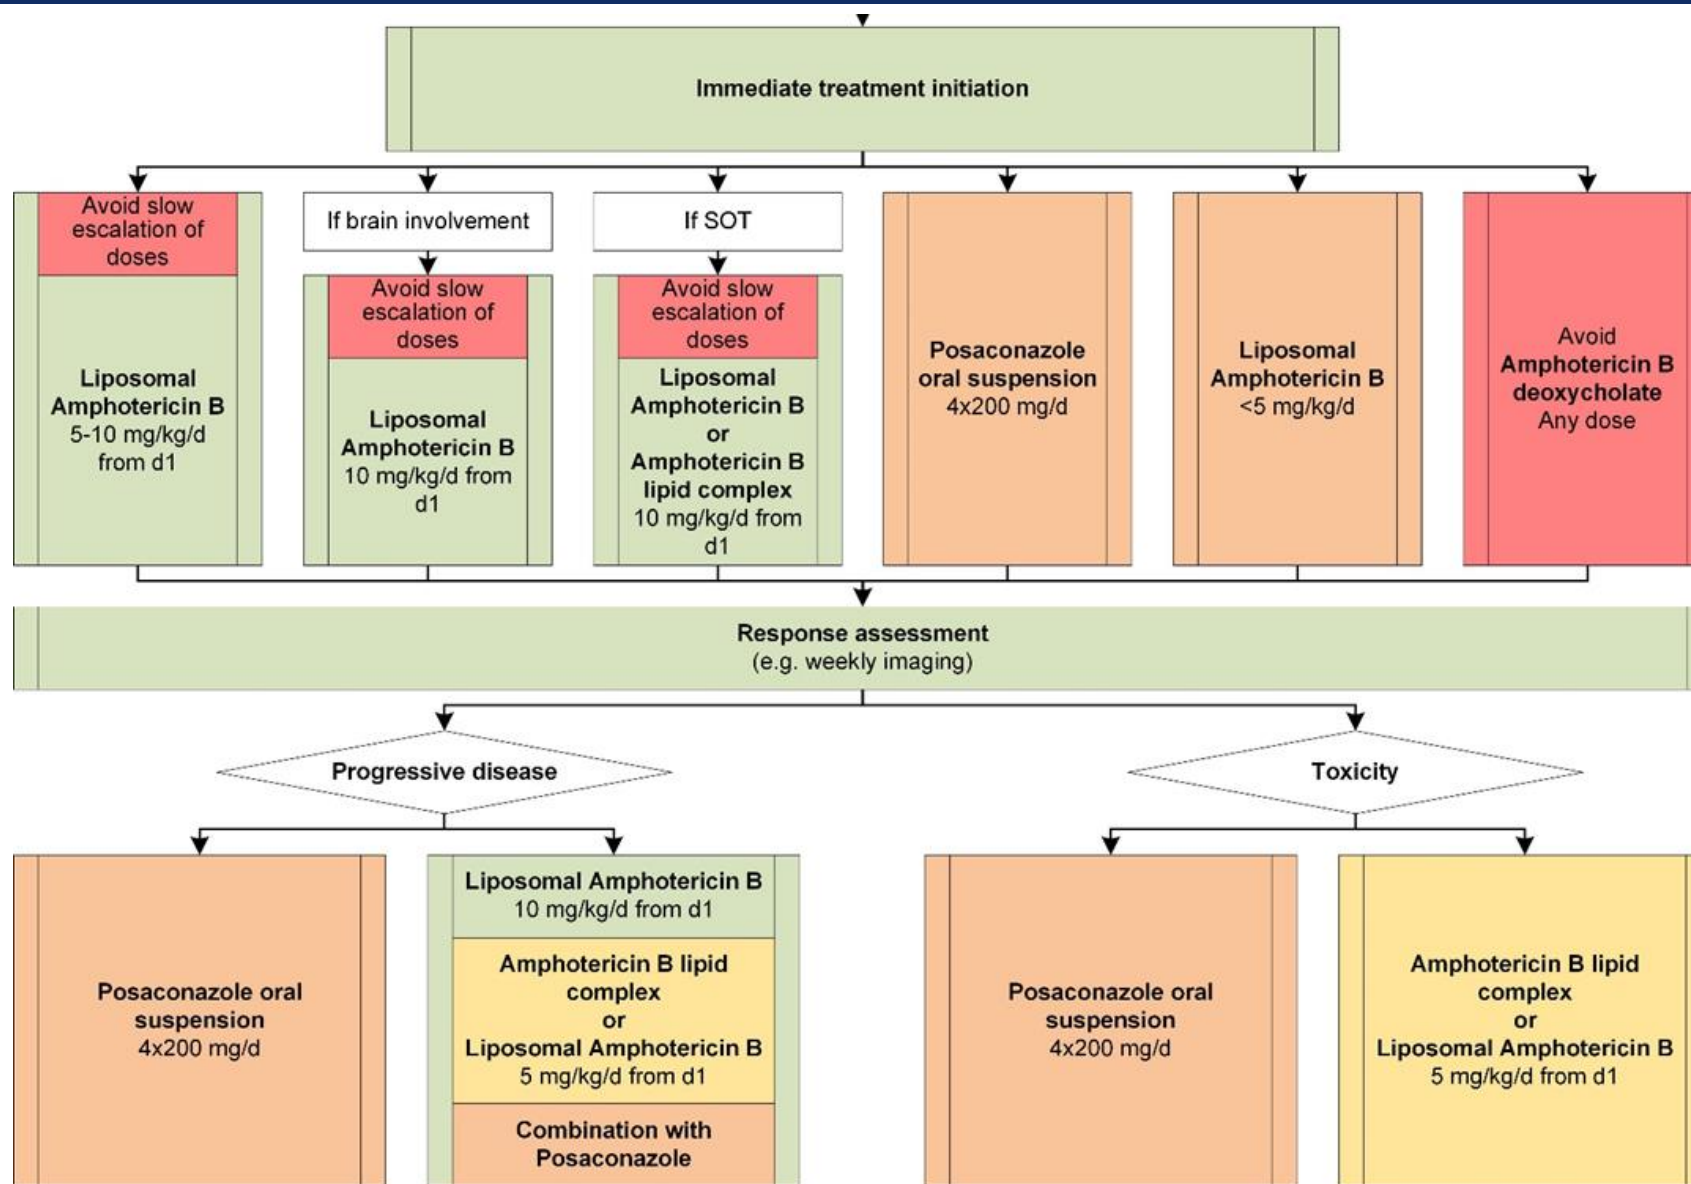 Immediate treatment initiation
Avoid slow
escalation of
doses
Liposomal
Amphotericin B
5-10 mg/kg/d
from d1
If brain involvement
Avoid slow
escalation of
doses
Liposomal
Amphotericin B
10 mg/kg/d from
d1
If SOT
Avoid slow
escalation of
doses
Liposomal
Amphotericin B
or
Amphotericin B
lipid complex
10 mg/kg/d from
d1
Posaconazole
oral suspension
4x200 mg/d
Liposomal
Amphotericin B
<5 mg/kg/d
Avoid
Amphotericin B
deoxycholate
Any dose
Response assessment
(e.g. weekly imaging)
Progressive disease
Toxicity
Posaconazole oral
suspension
4x200 mg/d
Liposomal Amphotericin B
10 mg/kg/d from d1
Amphotericin B lipid
complex
or
Liposomal Amphotericin B
5 mg/kg/d from d1
Combination with
Posaconazole
Posaconazole oral
suspension
4x200 mg/d
Amphotericin B lipid
complex
or
Liposomal Amphotericin B
5 mg/kg/d from d1